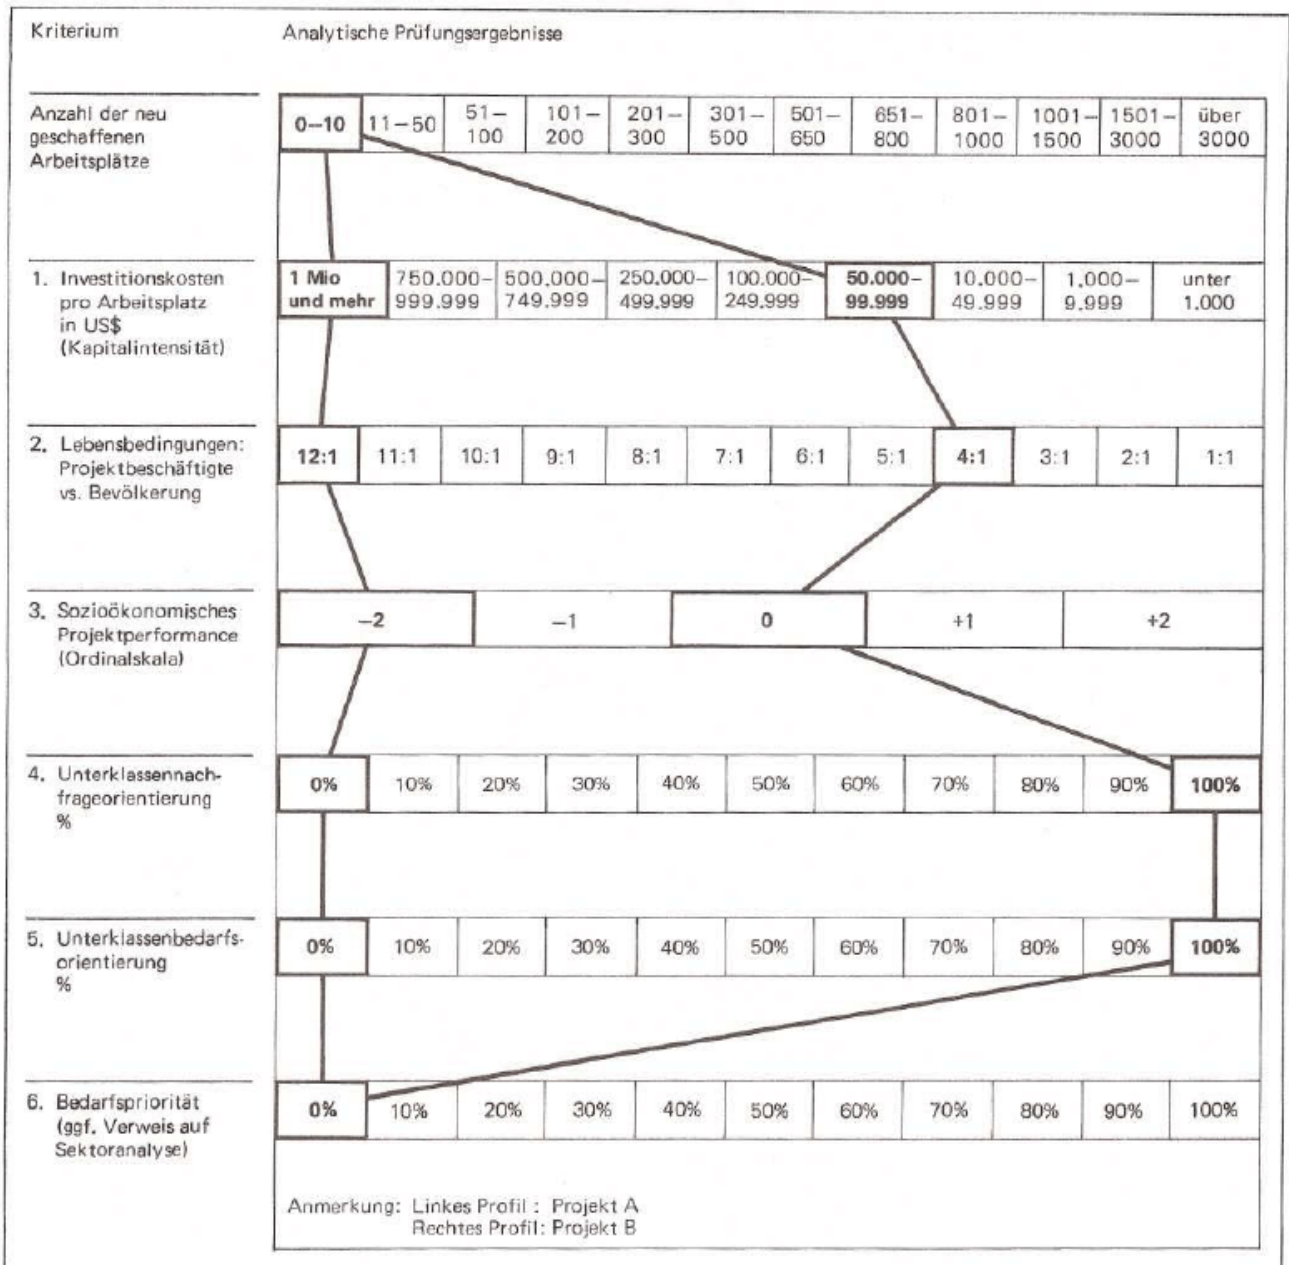 Kriterium Analytische Prüfungsergebnisse
Anzahl der neu
geschaffenen
Arbeitsplätze
0–10 11–50 51– 101– 201– 301– 501– 651– 801– 1001– 1501– über
100 200 300 500 650 800 1000 1500 3000 3000
1. Investitionskosten
pro Arbeitsplatz
in US$
(Kapitalintensität)
1 Mio 750.000– 500.000– 250.000– 100.000– 50.000– 10.000– 1.000– unter
und mehr 999.999 749.999 499.999 249.999 99.999 49.999 9.999 1.000
2. Lebensbedingungen:
Projektbeschäftigte
vs. Bevölkerung
12:1 11:1 10:1 9:1 8:1 7:1 6:1 5:1 4:1 3:1 2:1 1:1
3. Sozioökonomisches
Projektperformance
(Ordinalskala)
–2 –1 0 +1 +2
4. Unterklassennach-
frageorientierung
%
0% 10% 20% 30% 40% 50% 60% 70% 80% 90% 100%
5. Unterklassenbedarfs-
orientierung
%
0% 10% 20% 30% 40% 50% 60% 70% 80% 90% 100%
6. Bedarfspriorität
(ggf. Verweis auf
Sektoranalyse)
0% 10% 20% 30% 40% 50% 60% 70% 80% 90% 100%
Anmerkung: Linkes Profil : Projekt A
Rechtes Profil: Projekt B